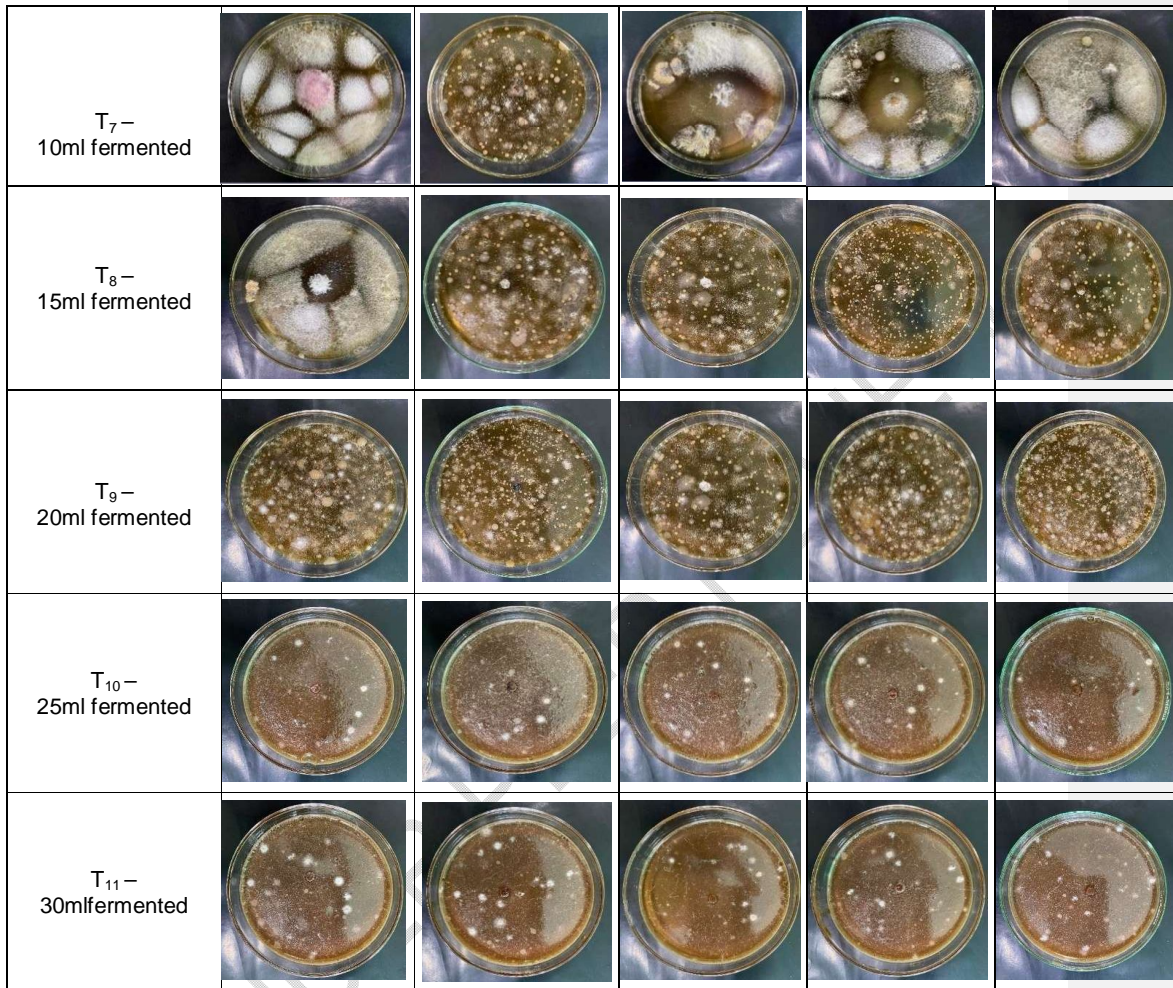 T₇ –
10ml fermented
T₈ –
15ml fermented
T₉ –
20ml fermented
T₁₀ –
25ml fermented
T₁₁ –
30mlfermented